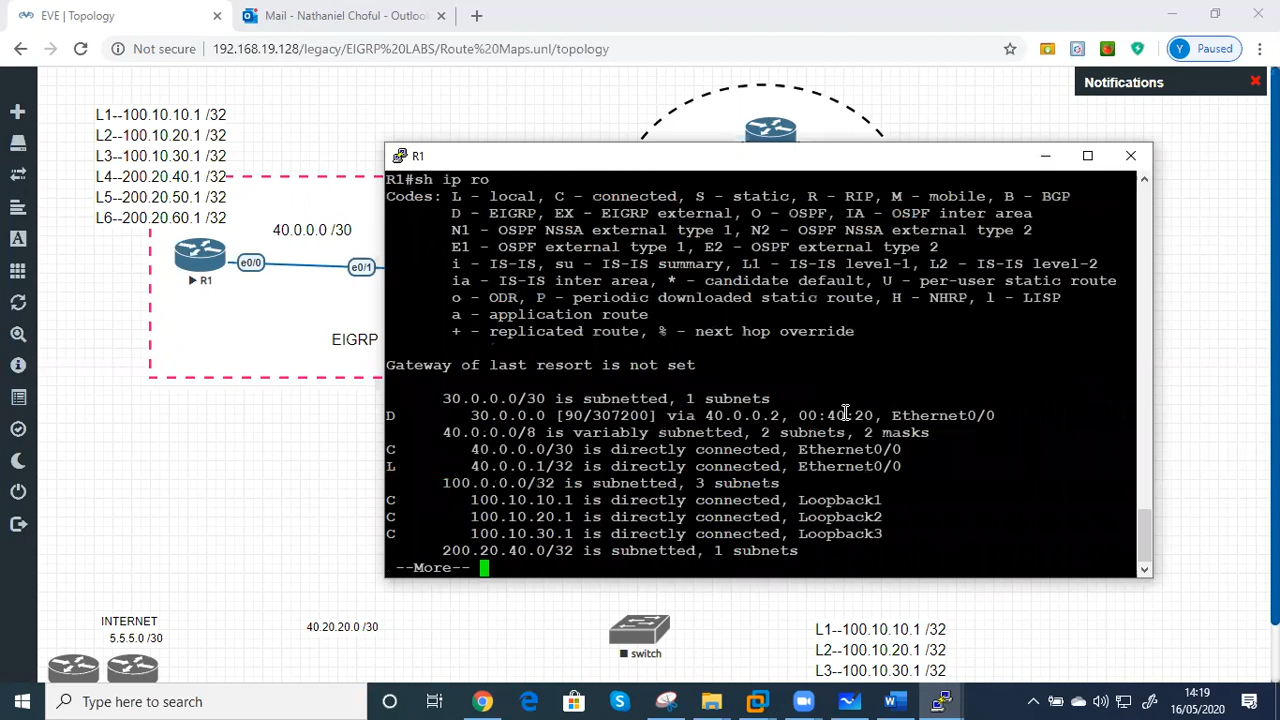 EVE | Topology
Mail - Nathaniel Choful - Outlook
Not secure
192.168.19.128/legacy/EIGRP%20LABS/Route%20Maps.unl/topology
Y Paused
Notifications
L1--100.10.10.1 /32
L2--100.10.20.1 /32
L3--100.10.30.1 /32
L4--200.20.40.1 /32
L5--200.20.50.1 /32
L6--200.20.60.1 /32
40.0.0.0 /30
e0/0
e0/1
R1
EIGRP
R1
R1#sh ip ro
Codes: L - local, C - connected, S - static, R - RIP, M - mobile, B - BGP
D - EIGRP, EX - EIGRP external, O - OSPF, IA - OSPF inter area
N1 - OSPF NSSA external type 1, N2 - OSPF NSSA external type 2
E1 - OSPF external type 1, E2 - OSPF external type 2
i - IS-IS, su - IS-IS summary, L1 - IS-IS level-1, L2 - IS-IS level-2
ia - IS-IS inter area, * - candidate default, U - per-user static route
o - ODR, P - periodic downloaded static route, H - NHRP, l - LISP
a - application route
+ - replicated route, % - next hop override
Gateway of last resort is not set
30.0.0.0/30 is subnetted, 1 subnets
D 30.0.0.0 [90/307200] via 40.0.0.2, 00:40:20, Ethernet0/0
40.0.0.0/8 is variably subnetted, 2 subnets, 2 masks
C 40.0.0.0/30 is directly connected, Ethernet0/0
L 40.0.0.1/32 is directly connected, Ethernet0/0
100.0.0.0/32 is subnetted, 3 subnets
C 100.10.10.1 is directly connected, Loopback1
C 100.10.20.1 is directly connected, Loopback2
C 100.10.30.1 is directly connected, Loopback3
200.20.40.0/32 is subnetted, 1 subnets
--More--
INTERNET
5.5.5.0 /30
40.20.20.0 /30
switch
L1--100.10.10.1 /32
L2--100.10.20.1 /32
L3--100.10.30.1 /32
Type here to search
14:19
16/05/2020